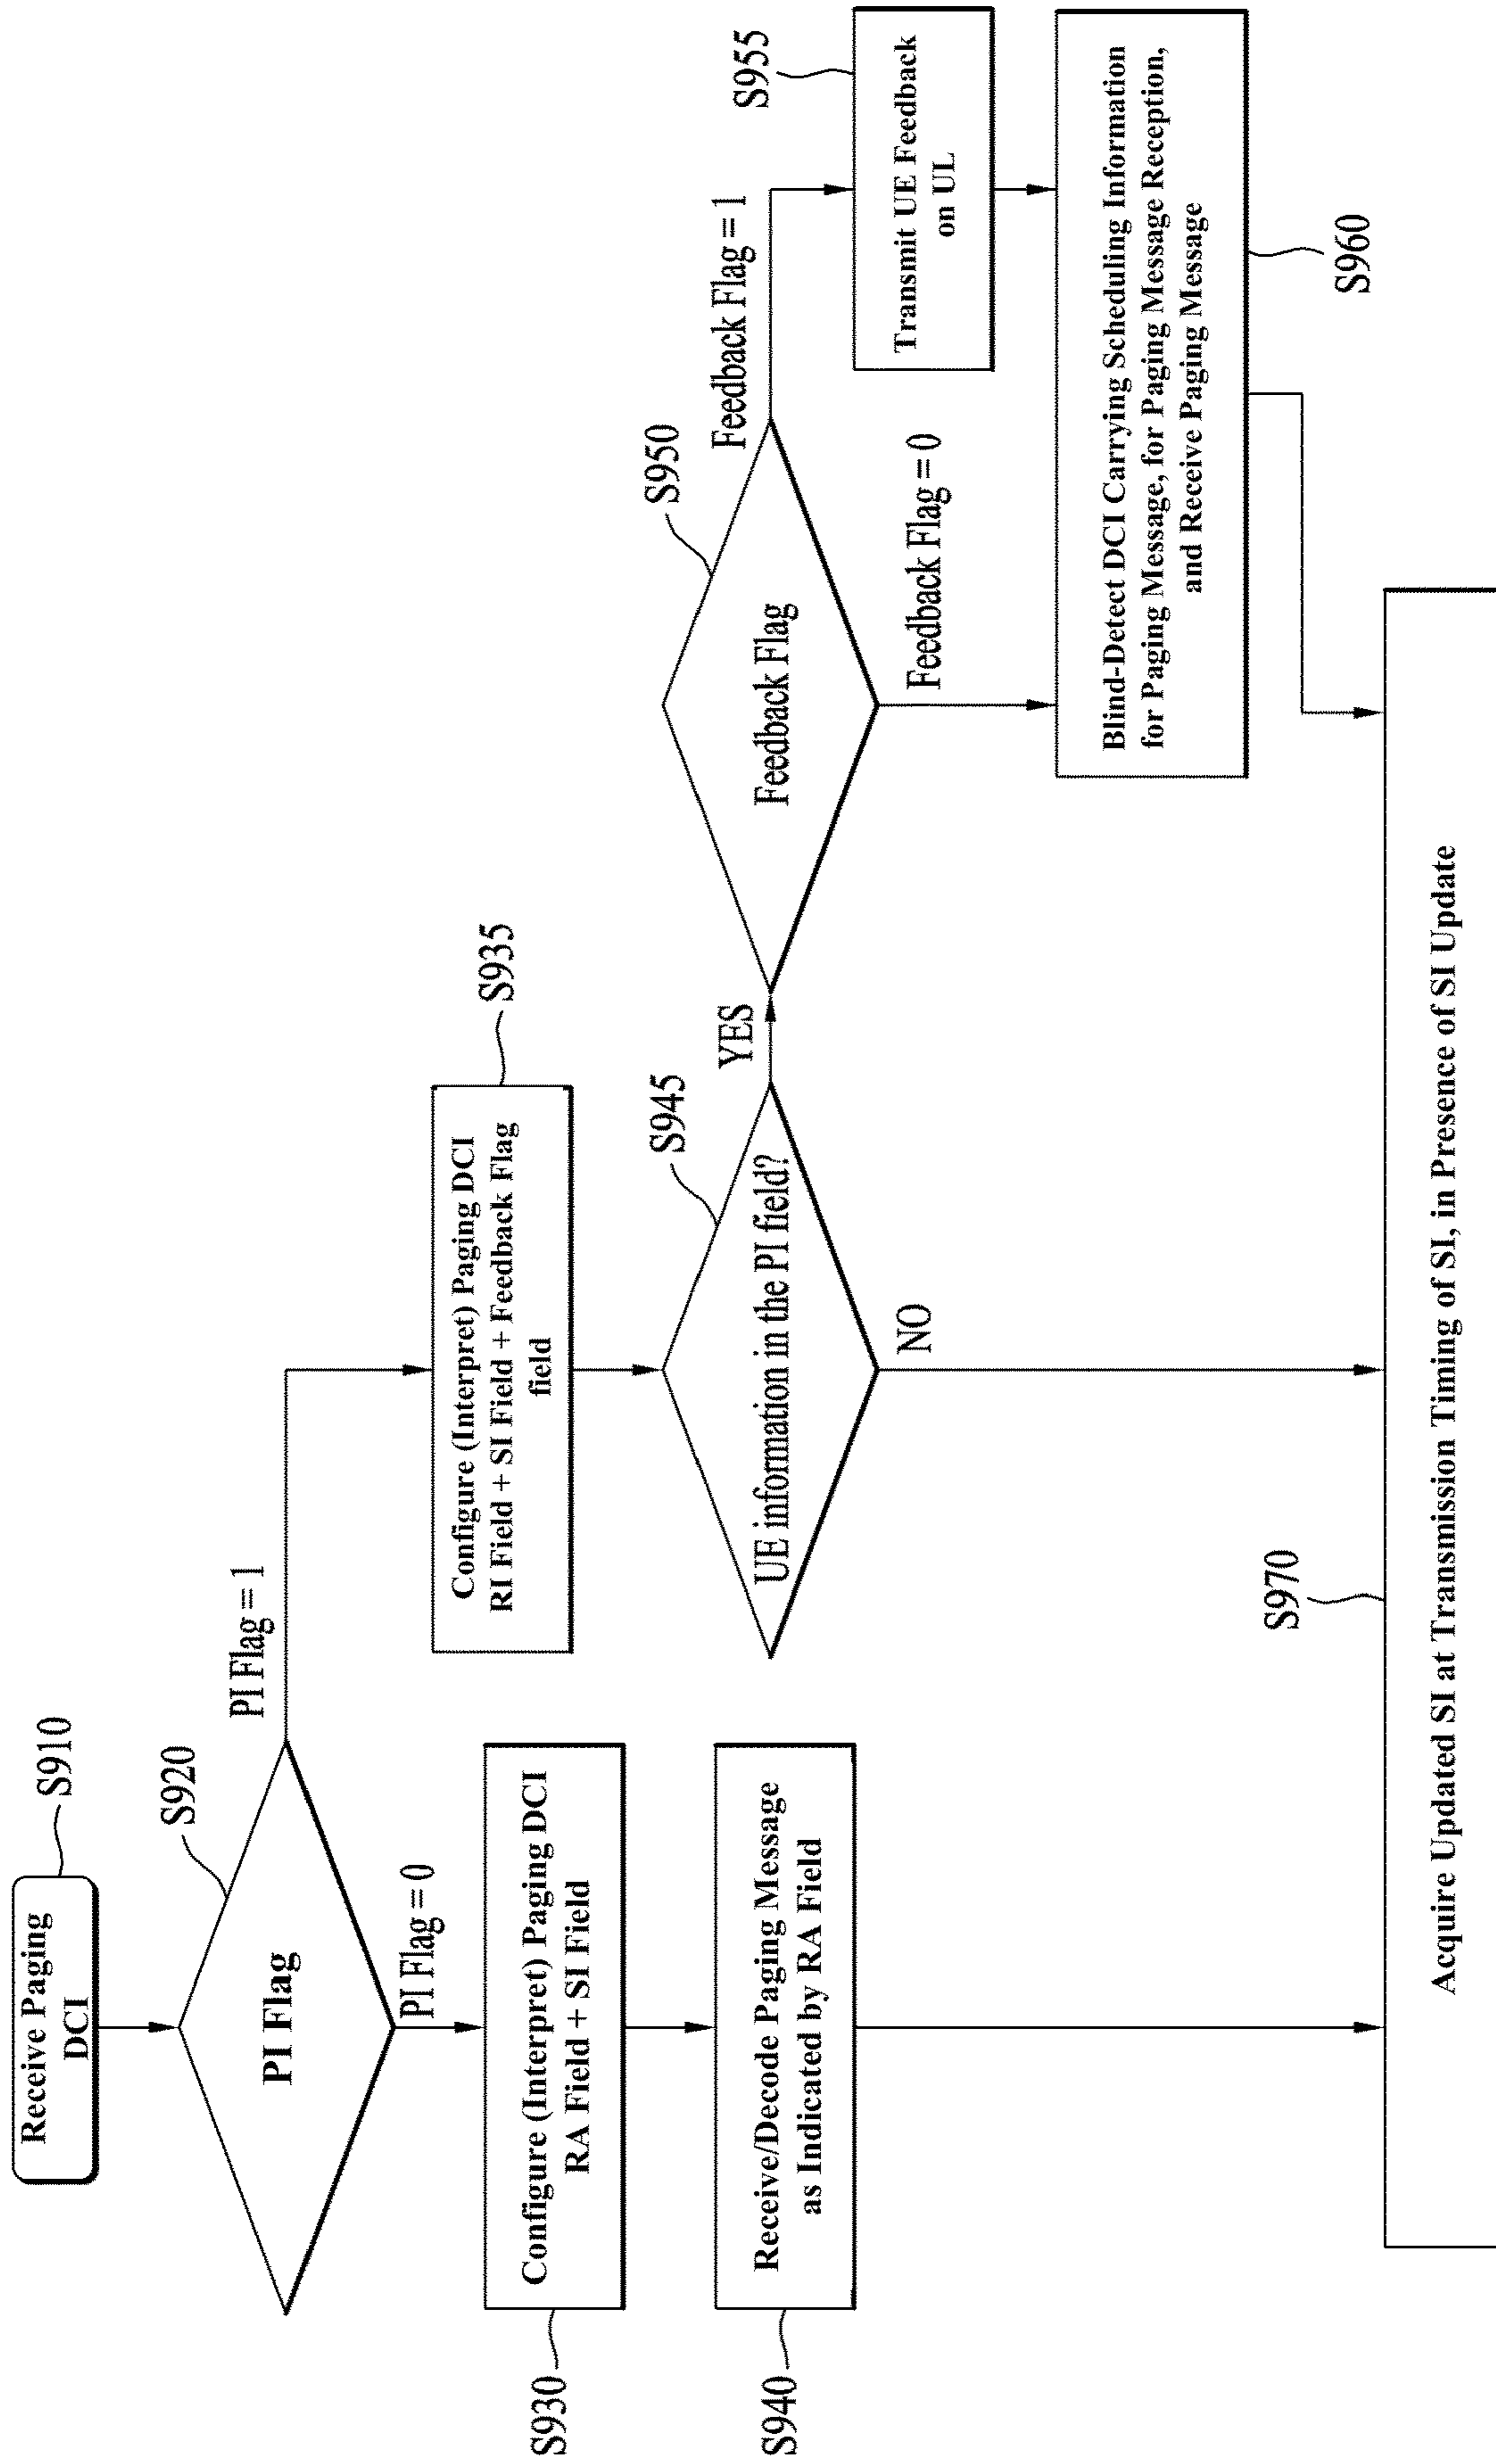 Receive Paging
DCI
S910
S920
PI Flag
PI Flag = 1
PI Flag = 0
Configure (Interpret) Paging DCI
RA Field + SI Field
S930
Receive/Decode Paging Message
as Indicated by RA Field
S940
Configure (Interpret) Paging DCI
RI Field + SI Field + Feedback Flag
field
S935
S945
UE information in the PI field?
YES
NO
S950
Feedback Flag
Feedback Flag = 1
Feedback Flag = 0
S955
Transmit UE Feedback
on UL
Blind-Detect DCI Carrying Scheduling Information
for Paging Message, for Paging Message Reception,
and Receive Paging Message
S960
S970
Acquire Updated SI at Transmission Timing of SI, in Presence of SI Update